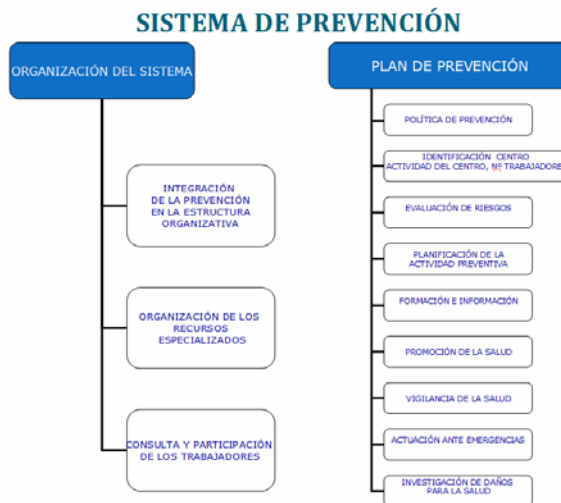 SISTEMA DE PREVENCIÓN
ORGANIZACIÓN DEL SISTEMA
INTEGRACIÓN
DE LA PREVENCIÓN
EN LA ESTRUCTURA
ORGANIZATIVA
ORGANIZACIÓN DE LOS
RECURSOS
ESPECIALIZADOS
CONSULTA Y PARTICIPACIÓN
DE LOS TRABAJADORES
PLAN DE PREVENCIÓN
POLÍTICA DE PREVENCIÓN
IDENTIFICACIÓN CENTRO
ACTIVIDAD DEL CENTRO, Nº TRABAJADORE
EVALUACIÓN DE RIESGOS
PLANIFICACIÓN DE LA
ACTIVIDAD PREVENTIVA
FORMACIÓN E INFORMACIÓN
PROMOCIÓN DE LA SALUD
VIGILANCIA DE LA SALUD
ACTUACIÓN ANTE EMERGENCIAS
INVESTIGACIÓN DE DAÑOS
PARA LA SALUD